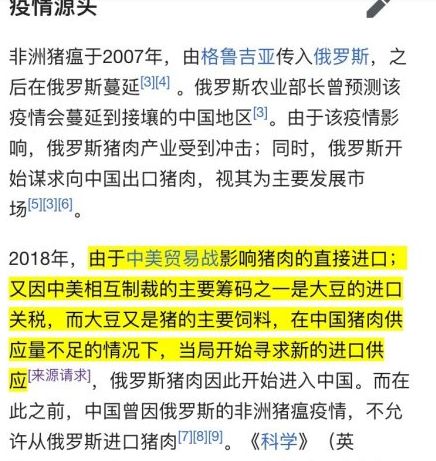 疫情源头
非洲猪瘟于2007年，由格鲁吉亚传入俄罗斯，之
后在俄罗斯蔓延[3][4] 。俄罗斯农业部长曾预测该
疫情会蔓延到接壤的中国地区[3]。由于该疫情影
响，俄罗斯猪肉产业受到冲击；同时，俄罗斯开
始谋求向中国出口猪肉，视其为主要发展市
场[5][3][6]。
2018年，由于中美贸易战影响猪肉的直接进口；
又因中美相互制裁的主要筹码之一是大豆的进口
关税，而大豆又是猪的主要饲料，在中国猪肉供
应量不足的情况下，当局开始寻求新的进口供
应[来源请求]，俄罗斯猪肉因此开始进入中国。而在
此之前，中国曾因俄罗斯的非洲猪瘟疫情，不允
许从俄罗斯进口猪肉[7][8][9]。《科学》（英